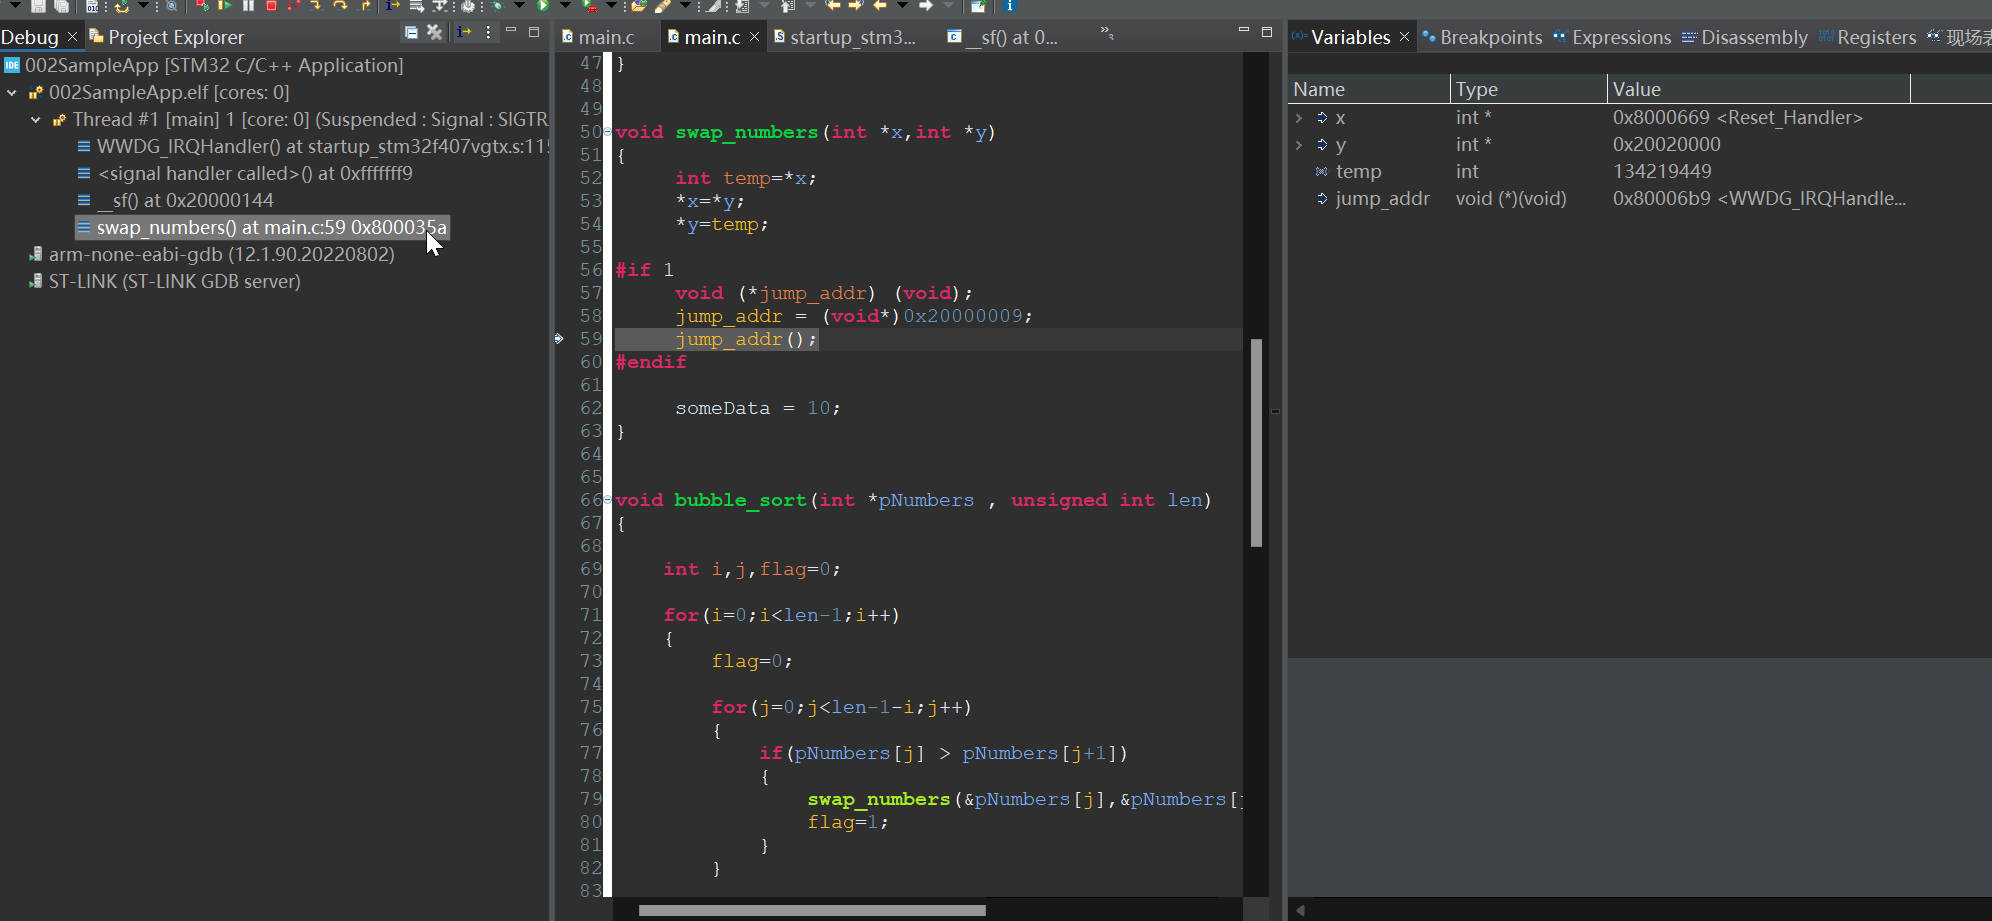 Debug
Project Explorer
IDE 002SampleApp [STM32 C/C++ Application]
002SampleApp.elf [cores: 0]
Thread #1 [main] 1 [core: 0] (Suspended : Signal : SIGTR
WWDG_IRQHandler() at startup_stm32f407vgtx.s:115
<signal handler called>() at 0xfffffff9
__sf() at 0x20000144
swap_numbers() at main.c:59 0x800035a
arm-none-eabi-gdb (12.1.90.20220802)
ST-LINK (ST-LINK GDB server)
main.c
main.c
startup_stm3...
__sf() at 0...
47 }
48
49
50 void swap_numbers(int *x,int *y)
51 {
52 int temp=*x;
53 *x=*y;
54 *y=temp;
55
56 #if 1
57 void (*jump_addr) (void);
58 jump_addr = (void*)0x20000009;
59 jump_addr();
60 #endif
61
62 someData = 10;
63 }
64
65
66 void bubble_sort(int *pNumbers , unsigned int len)
67 {
68
69 int i,j,flag=0;
70
71 for(i=0;i<len-1;i++)
72 {
73 flag=0;
74
75 for(j=0;j<len-1-i;j++)
76 {
77 if(pNumbers[j] > pNumbers[j+1])
78 {
79 swap_numbers(&pNumbers[j],&pNumbers[j
80 flag=1;
81 }
82 }
83
Variables
Breakpoints
Expressions
Disassembly
Registers
现场
Name Type Value
x int * 0x8000669 <Reset_Handler>
y int * 0x20020000
temp int 134219449
jump_addr void (*)(void) 0x80006b9 <WWDG_IRQHandle...